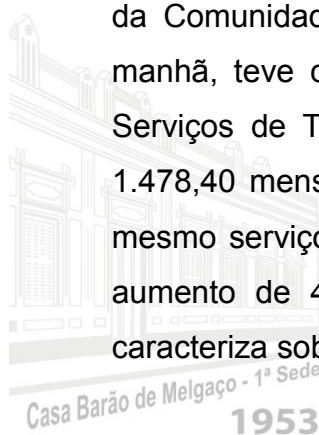 da Comunidad
manhã, teve c
Serviços de T
1.478,40 mens
mesmo serviço
aumento de 4
caracteriza sob
Casa Barão de Melgaço - 1ª Sede
1953